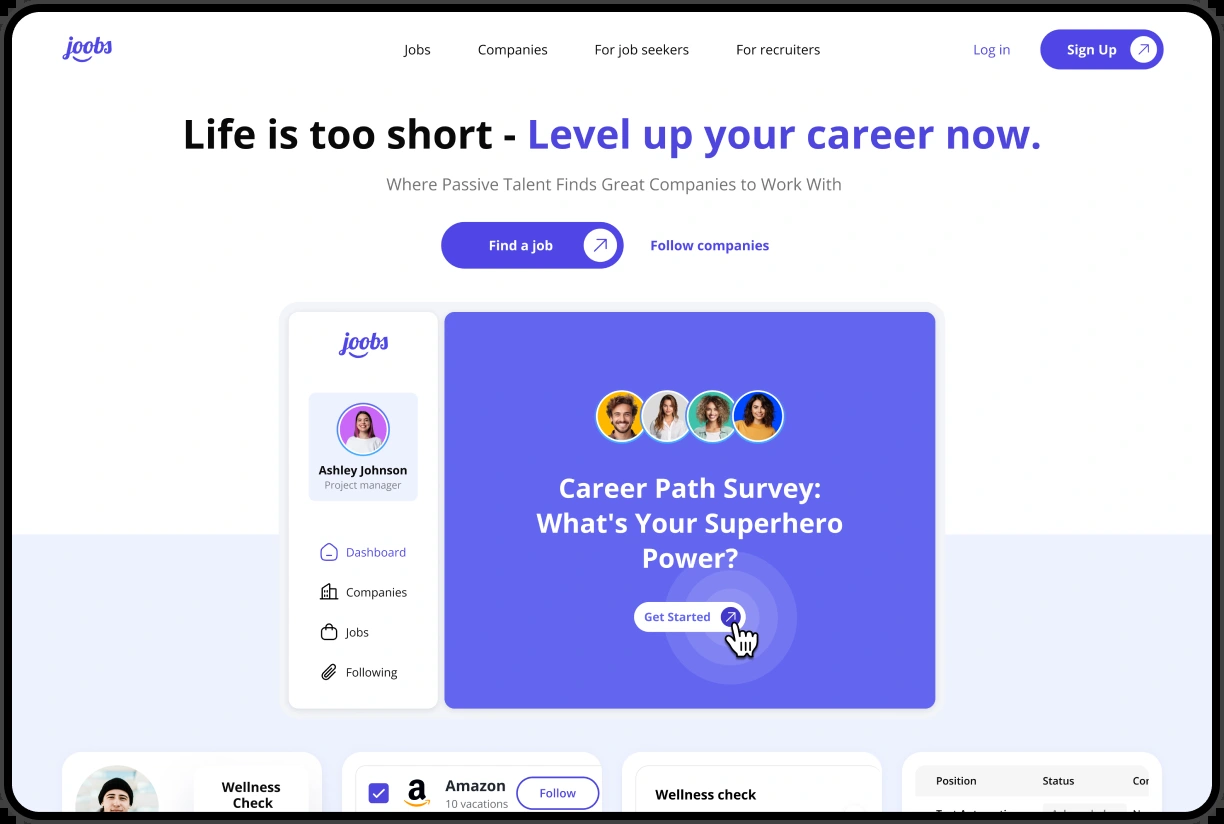 joobs
Jobs
Companies
For job seekers
For recruiters
Log in
Sign Up
Life is too short - Level up your career now.
Where Passive Talent Finds Great Companies to Work With
Find a job
Follow companies
joobs
Ashley Johnson
Project manager
Dashboard
Companies
Jobs
Following
Career Path Survey:
What's Your Superhero
Power?
Get Started
Wellness
Check
a
Amazon
10 vacations
Follow
Wellness check
Position
Status